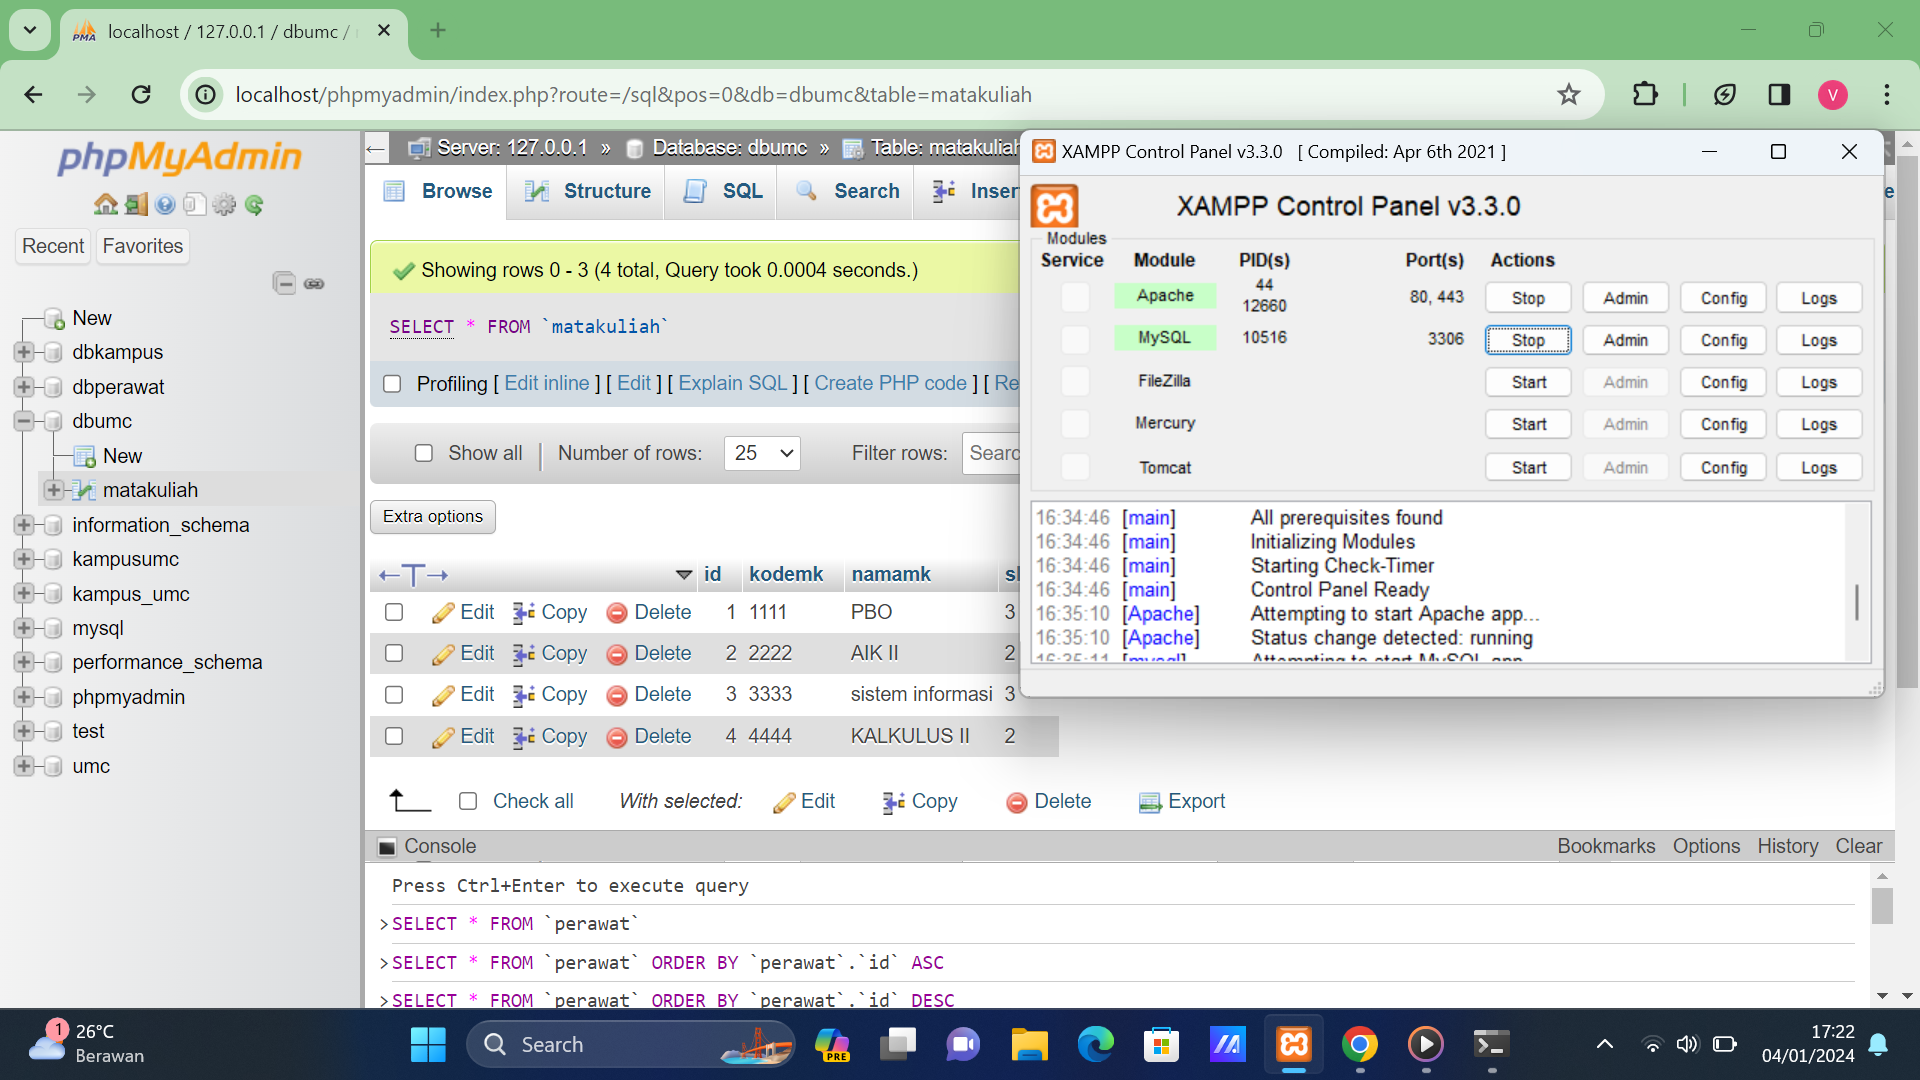 localhost / 127.0.0.1 / dbumc /
localhost/phpmyadmin/index.php?route=/sql&pos=0&db=dbumc&table=matakuliah
V
phpMyAdmin
Recent
Favorites
New
dbkampus
dbperawat
dbumc
New
matakuliah
information_schema
kampusumc
kampus_umc
mysql
performance_schema
phpmyadmin
test
umc
Server: 127.0.0.1 » Database: dbumc » Table: matakuliah
Browse Structure SQL Search Insert
Showing rows 0 - 3 (4 total, Query took 0.0004 seconds.)
SELECT * FROM `matakuliah`
Profiling [ Edit inline ] [ Edit ] [ Explain SQL ] [ Create PHP code ] [ Re
Show all Number of rows: 25 Filter rows: Searc
Extra options
←T→ id kodemk namamk s
Edit Copy Delete 1 1111 PBO 3
Edit Copy Delete 2 2222 AIK II 2
Edit Copy Delete 3 3333 sistem informasi 3
Edit Copy Delete 4 4444 KALKULUS II 2
Check all With selected: Edit Copy Delete Export
Console Bookmarks Options History Clear
Press Ctrl+Enter to execute query
>SELECT * FROM `perawat`
>SELECT * FROM `perawat` ORDER BY `perawat`.`id` ASC
>SELECT * FROM `perawat` ORDER BY `perawat`.`id` DESC
XAMPP Control Panel v3.3.0 [ Compiled: Apr 6th 2021 ]
XAMPP Control Panel v3.3.0
Modules
Service Module PID(s) Port(s) Actions
Apache 44 12660 80, 443 Stop Admin Config Logs
MySQL 10516 3306 Stop Admin Config Logs
FileZilla Start Admin Config Logs
Mercury Start Admin Config Logs
Tomcat Start Admin Config Logs
16:34:46 [main] All prerequisites found
16:34:46 [main] Initializing Modules
16:34:46 [main] Starting Check-Timer
16:34:46 [main] Control Panel Ready
16:35:10 [Apache] Attempting to start Apache app...
16:35:10 [Apache] Status change detected: running
16:35:11 [mysql] Attempting to start MySQL app
1
26°C
Berawan
Search
PRE
17:22
04/01/2024